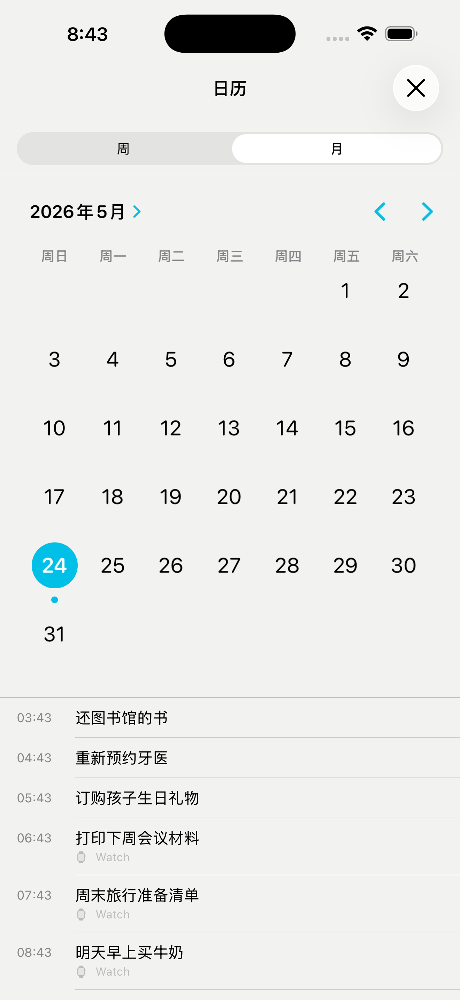 8:43
日历
周 月
2026年5月
周日 周一 周二 周三 周四 周五 周六
1 2
3 4 5 6 7 8 9
10 11 12 13 14 15 16
17 18 19 20 21 22 23
24 25 26 27 28 29 30
31
03:43 还图书馆的书
04:43 重新预约牙医
05:43 订购孩子生日礼物
06:43 打印下周会议材料
Watch
07:43 周末旅行准备清单
Watch
08:43 明天早上买牛奶
Watch